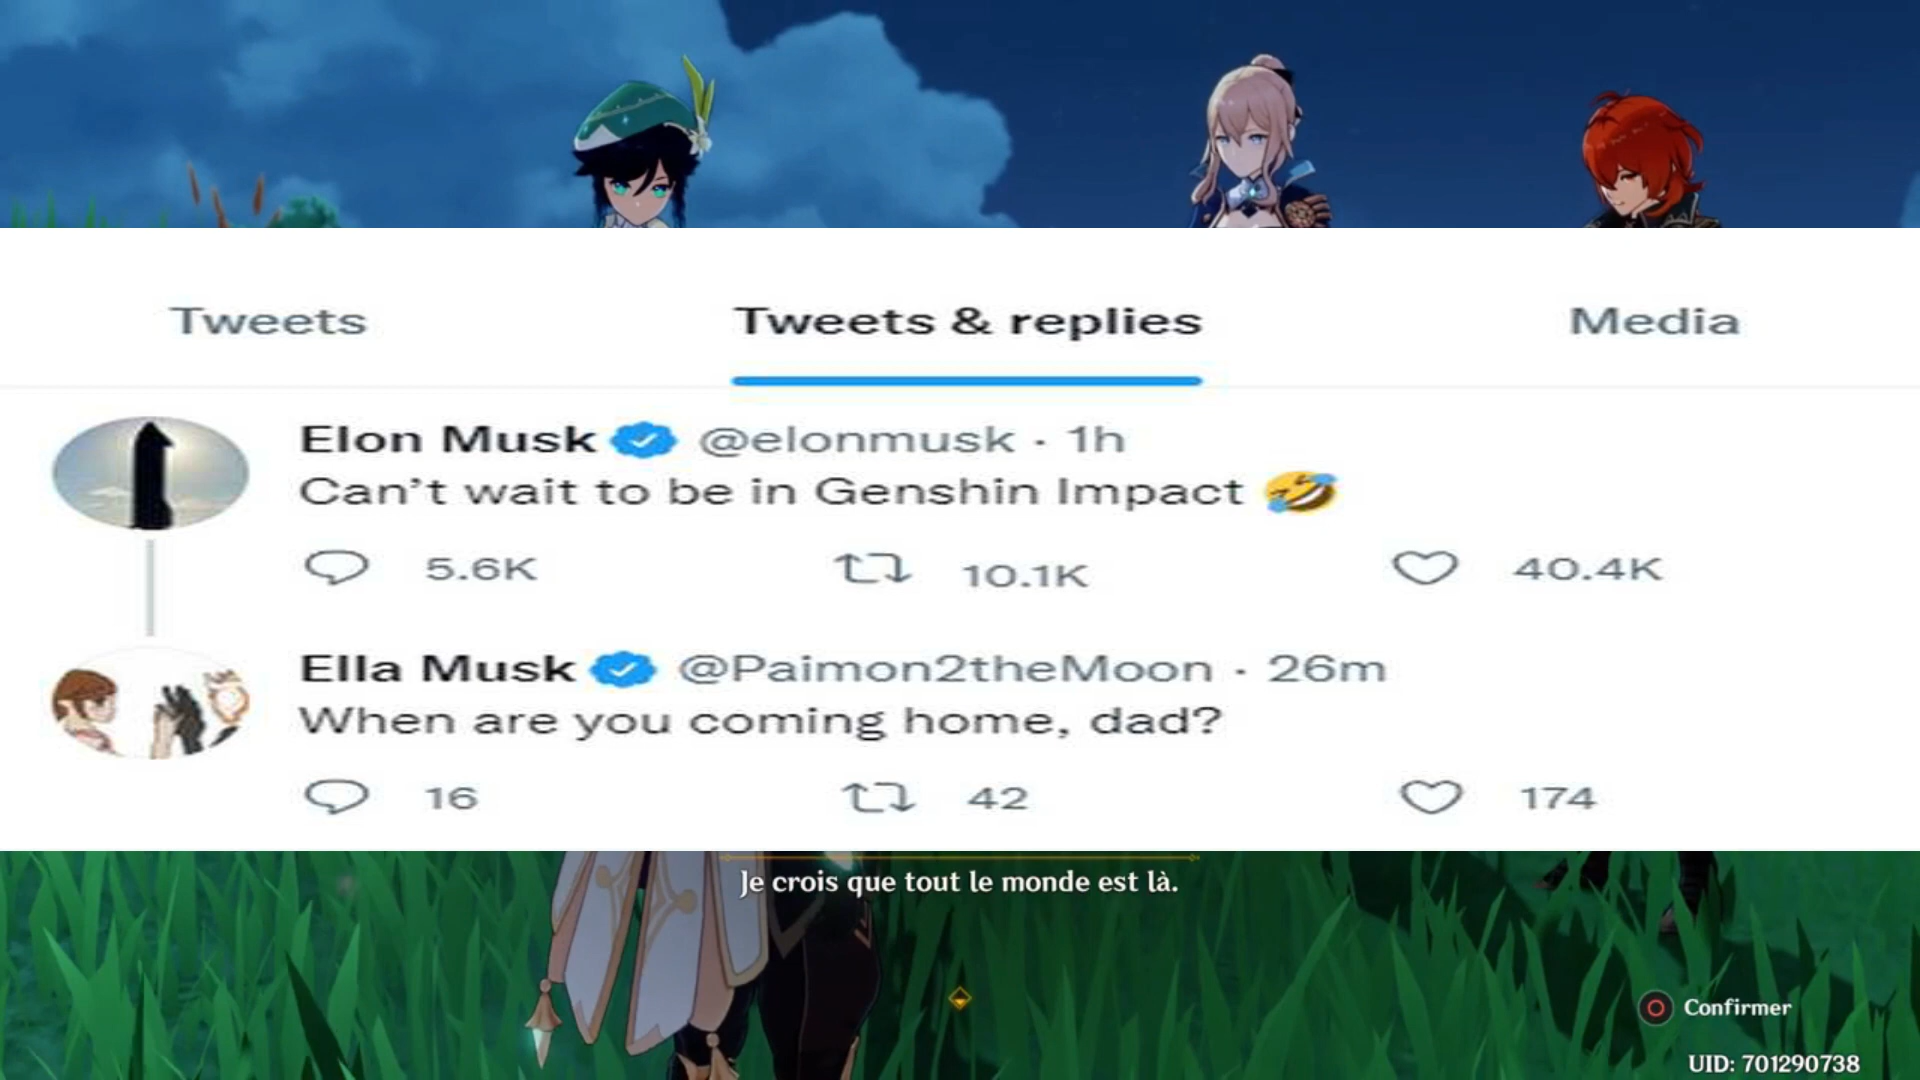 Tweets
Tweets & replies
Media
Elon Musk @elonmusk · 1h
Can't wait to be in Genshin Impact 🤣
5.6K 10.1K 40.4K
Ella Musk @Paimon2theMoon · 26m
When are you coming home, dad?
16 42 174
Je crois que tout le monde est là.
Confirmer
UID: 701290738